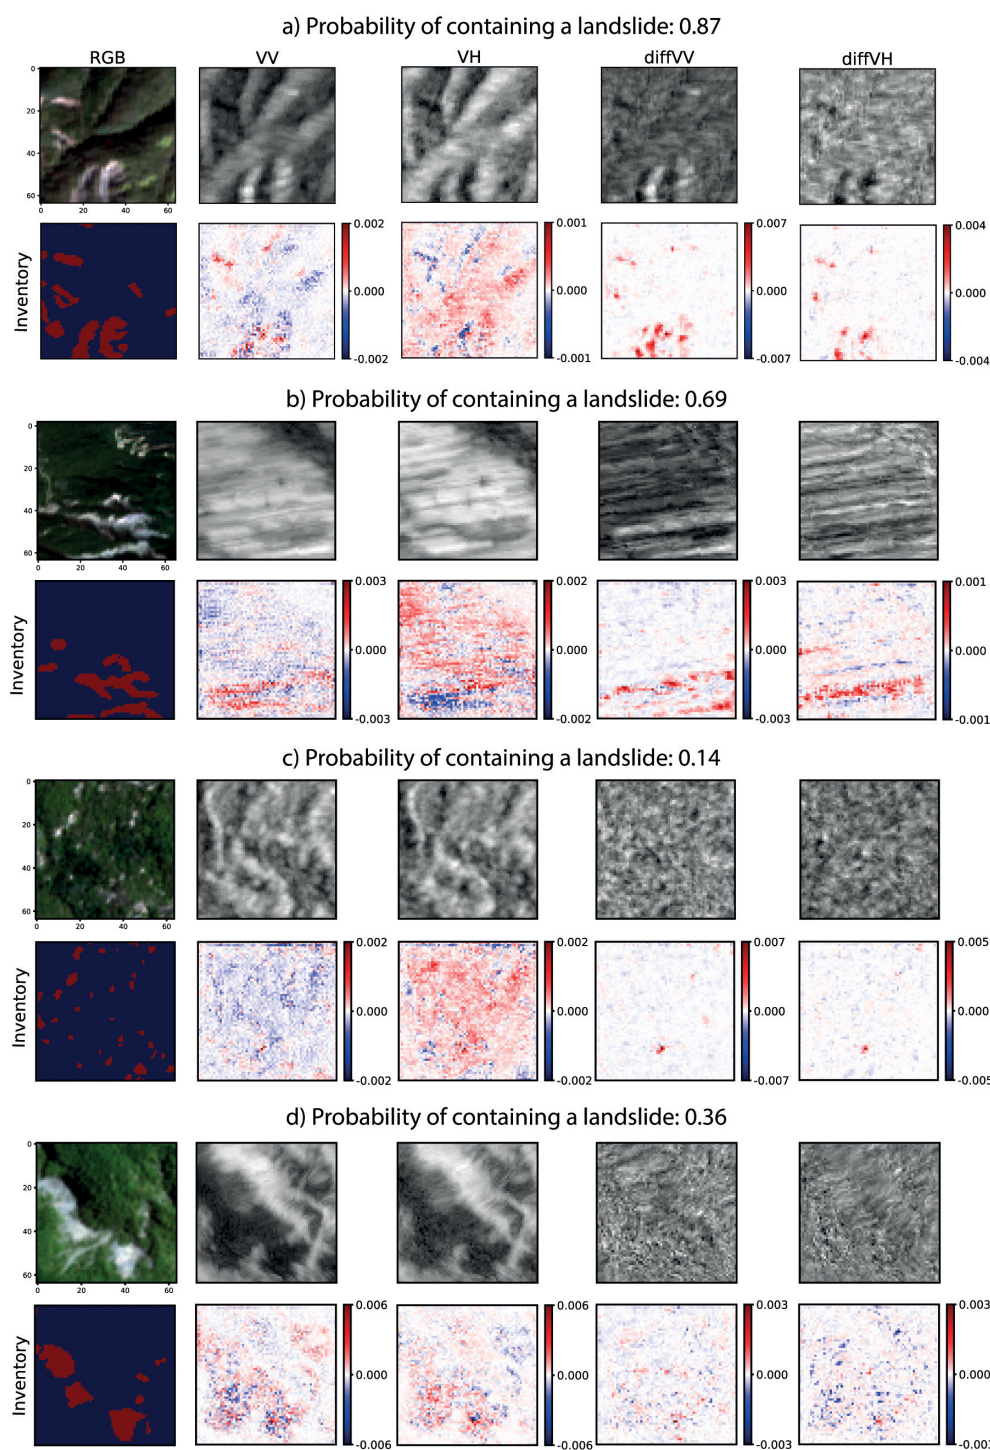 a) Probability of containing a landslide: 0.87
RGB VV VH diffVV diffVH
0
20
40
60
0 20 40 60
Inventory
0.002 0.001 0.007 0.004
0.000 0.000 0.000 0.000
-0.002 -0.001 -0.007 -0.004
b) Probability of containing a landslide: 0.69
0
20
40
60
0 20 40 60
Inventory
0.003 0.002 0.003 0.001
0.000 0.000 0.000 0.000
-0.003 -0.002 -0.003 -0.001
c) Probability of containing a landslide: 0.14
0
20
40
60
0 20 40 60
Inventory
0.002 0.002 0.007 0.005
0.000 0.000 0.000 0.000
-0.002 -0.002 -0.007 -0.005
d) Probability of containing a landslide: 0.36
0
20
40
60
0 20 40 60
Inventory
0.006 0.006 0.003 0.003
0.000 0.000 0.000 0.000
-0.006 -0.006 -0.003